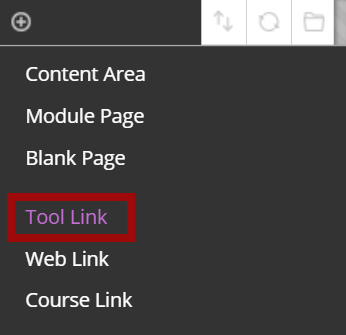 Content Area
Module Page
Blank Page
Tool Link
Web Link
Course Link